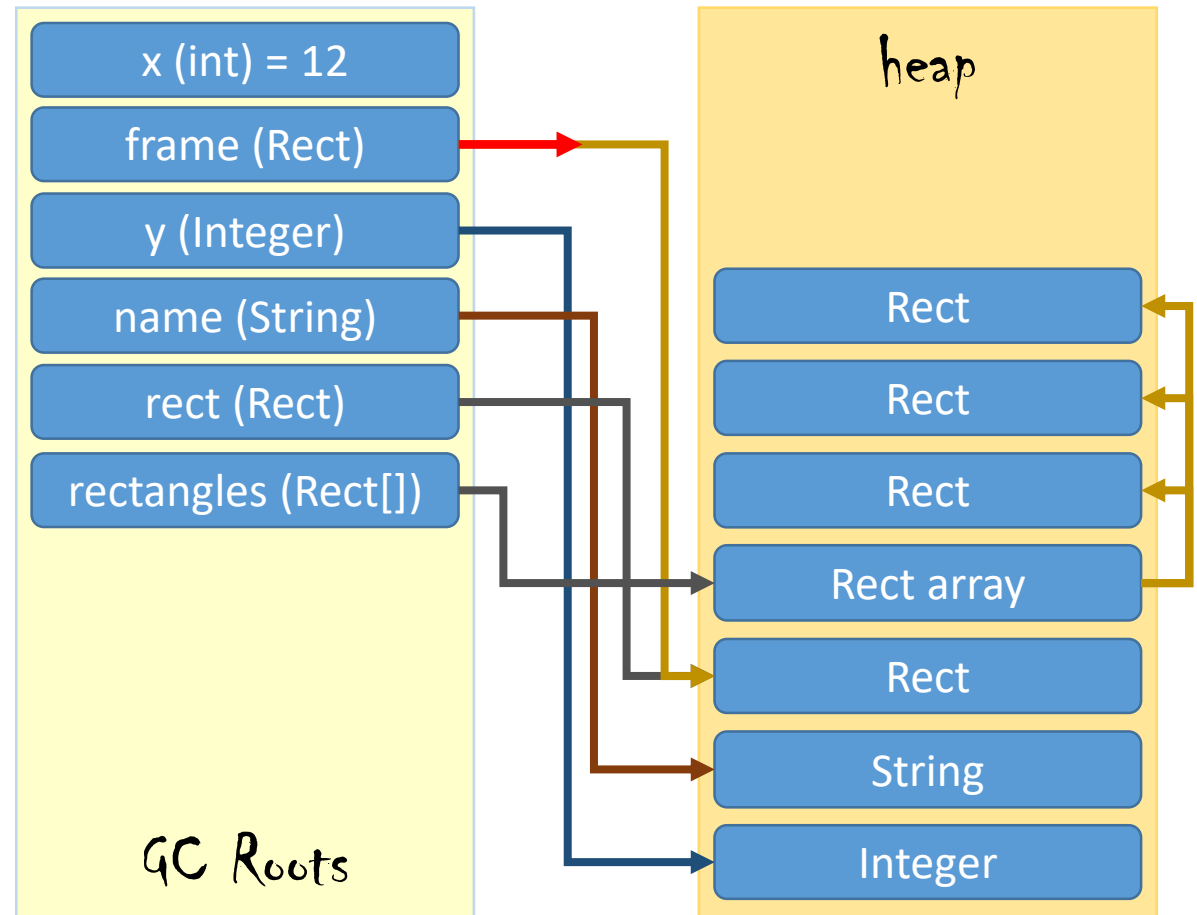 x (int) = 12
frame (Rect)
y (Integer)
name (String)
rect (Rect)
rectangles (Rect[])
GC Roots
heap
Rect
Rect
Rect
Rect array
Rect
String
Integer